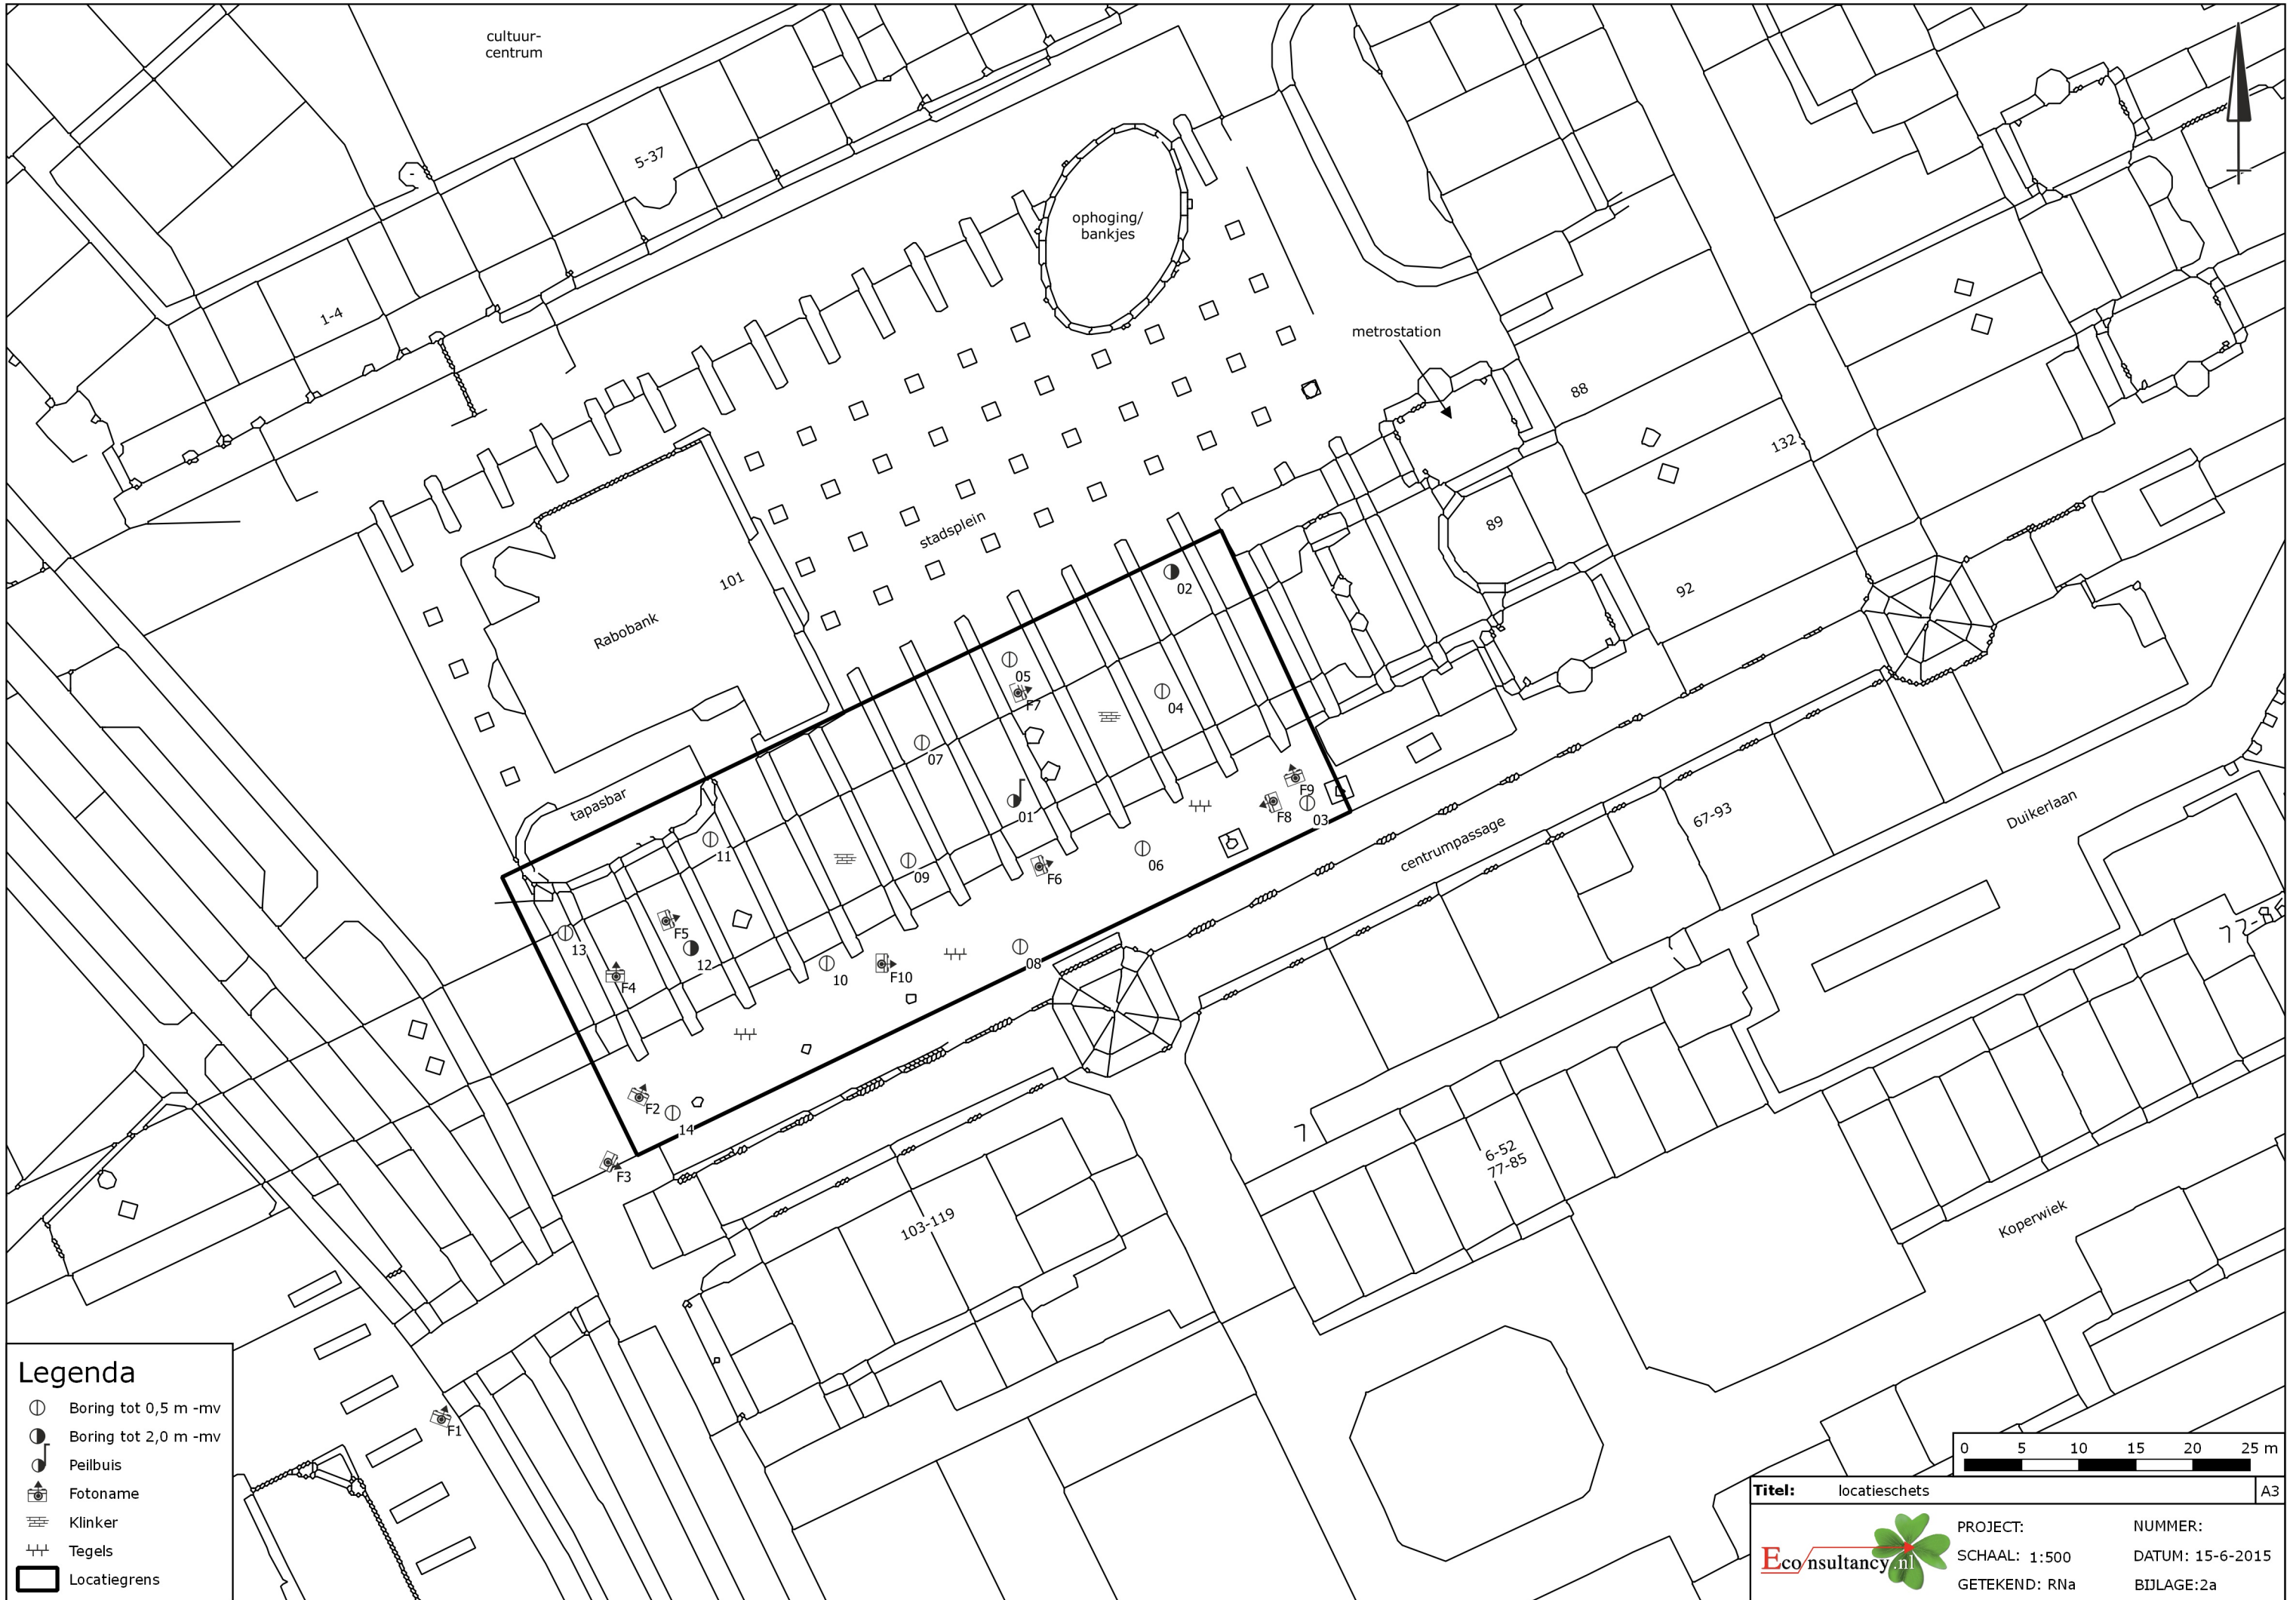 cultuur-
centrum
5-37
1-4
ophoging/
bankjes
metrostation
88
132
89
92
stadsplein
101
Rabobank
tapasbar
02
05
F7
04
07
01
F9
F8
03
06
F6
09
11
F5
12
13
F4
10
F10
08
F2
14
F3
F1
centrumpassage
67-93
Duikerlaan
77-85
7
6-52
77-85
103-119
Koperwiek
Legenda
Boring tot 0,5 m -mv
Boring tot 2,0 m -mv
Peilbuis
Fotoname
Klinker
Tegels
Locatiegrens
0 5 10 15 20 25 m
Titel: locatieschets A3
Econsultancy.nl
PROJECT: NUMMER:
SCHAAL: 1:500 DATUM: 15-6-2015
GETEKEND: RNa BIJLAGE:2a